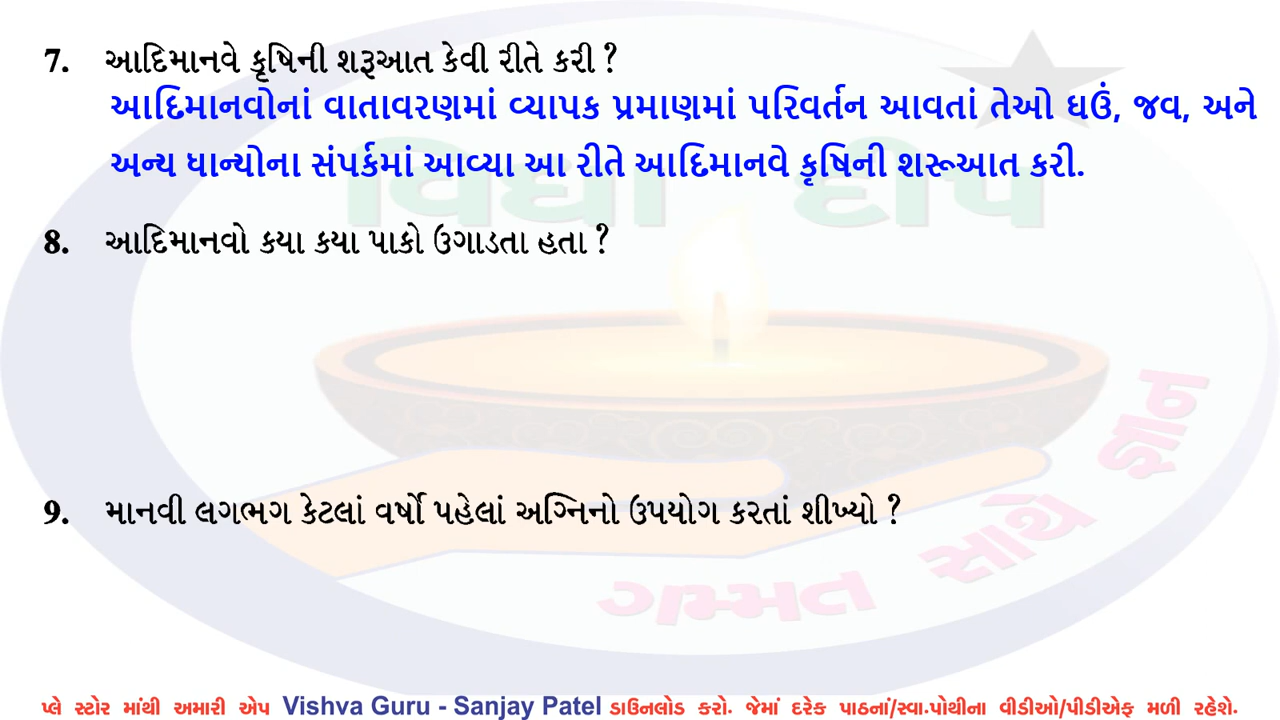 7. આદિમાનવે કૃષિની શરૂઆત કેવી રીતે કરી ?
આદિમાનવોનાં વાતાવરણમાં વ્યાપક પ્રમાણમાં પરિવર્તન આવતાં તેઓ ઘઉં, જવ, અને
અન્ય ધાન્યોના સંપર્કમાં આવ્યા આ રીતે આદિમાનવે કૃષિની શરૂઆત કરી.
વિદ્યા દીપ
8. આદિમાનવો કયા કયા પાકો ઉગાડતા હતા ?
9. માનવી લગભગ કેટલાં વર્ષો પહેલાં અગ્નિનો ઉપયોગ કરતાં શીખ્યો ?
ગમ્મત સાથે જ્ઞાન
પ્લે સ્ટોર માંથી અમારી એપ Vishva Guru - Sanjay Patel ડાઉનલોડ કરો. જેમાં દરેક પાઠનાં/સ્વા.પોથીના વીડીઓ/પીડીએફ મળી રહેશે.